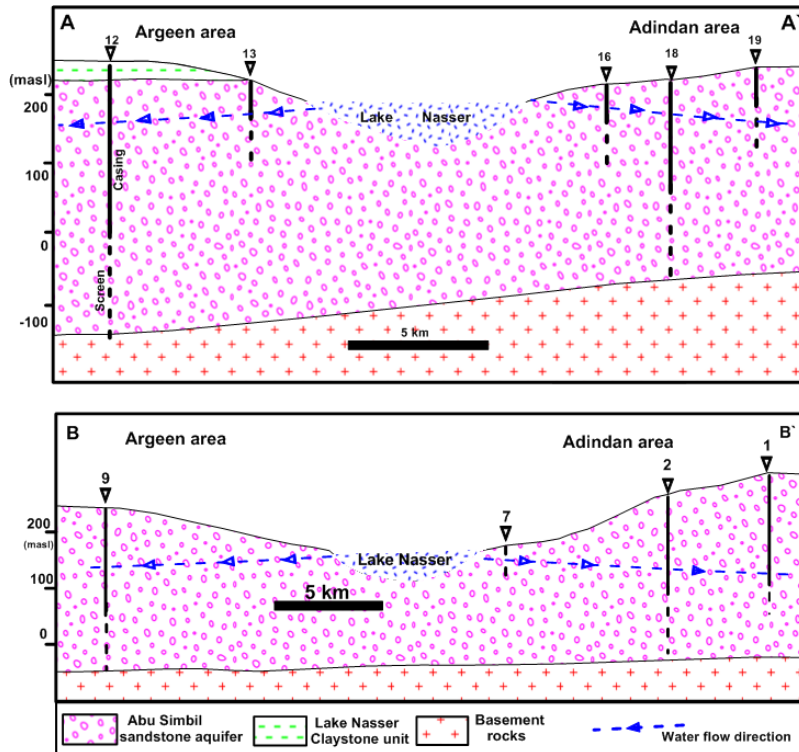 A
Argeen area
Adindan area
A`
12
13
16
18
19
(masl)
200
100
0
-100
Casing
Screen
Lake Nasser
5 km
B
Argeen area
Adindan area
B`
9
7
2
1
200
(masl)
100
0
Lake Nasser
5 km
Abu Simbil
sandstone aquifer
Lake Nasser
Claystone unit
Basement
rocks
Water flow direction